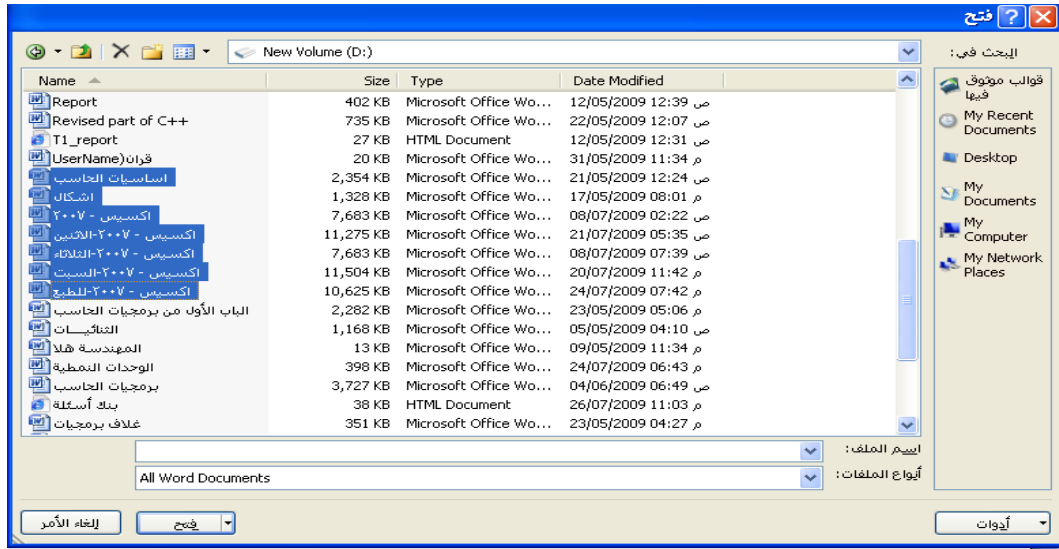 فتح
البحث في:
New Volume (D:)
Name Size Type Date Modified
Report 402 KB Microsoft Office Wo... 12/05/2009 12:39 ص
Revised part of C++ 735 KB Microsoft Office Wo... 22/05/2009 12:07 ص
T1_report 27 KB HTML Document 12/05/2009 12:31 ص
قران(UserName 20 KB Microsoft Office Wo... 31/05/2009 11:34 م
اساسيات الحاسب 2,354 KB Microsoft Office Wo... 21/05/2009 12:24 ص
اشكال 1,328 KB Microsoft Office Wo... 17/05/2009 08:01 م
اكسيس - ٢٠٠٧ 7,683 KB Microsoft Office Wo... 08/07/2009 02:22 ص
اكسيس - ٢٠٠٧-الاثنين 11,275 KB Microsoft Office Wo... 21/07/2009 05:35 ص
اكسيس - ٢٠٠٧-الثلاثاء 7,683 KB Microsoft Office Wo... 08/07/2009 07:39 ص
اكسيس - ٢٠٠٧-السبت 11,504 KB Microsoft Office Wo... 20/07/2009 11:42 م
اكسيس - ٢٠٠٧-للطبع 10,625 KB Microsoft Office Wo... 24/07/2009 07:42 م
الباب الأول من برمجيات الحاسب 2,282 KB Microsoft Office Wo... 23/05/2009 05:06 م
الثنائيـــات 1,168 KB Microsoft Office Wo... 05/05/2009 04:10 ص
المهندسة هلا 13 KB Microsoft Office Wo... 09/05/2009 11:34 م
الوحدات النمطية 398 KB Microsoft Office Wo... 24/07/2009 06:43 م
برمجيات الحاسب 3,727 KB Microsoft Office Wo... 04/06/2009 06:49 ص
بنك أسئلة 38 KB HTML Document 26/07/2009 11:03 م
غلاف برمجيات 351 KB Microsoft Office Wo... 23/05/2009 04:27 م
قوالب موثوق
فيها
My Recent
Documents
Desktop
My
Documents
My
Computer
My Network
Places
اسم الملف:
أنواع الملفات:
All Word Documents
أدوات
فتح
إلغاء الأمر